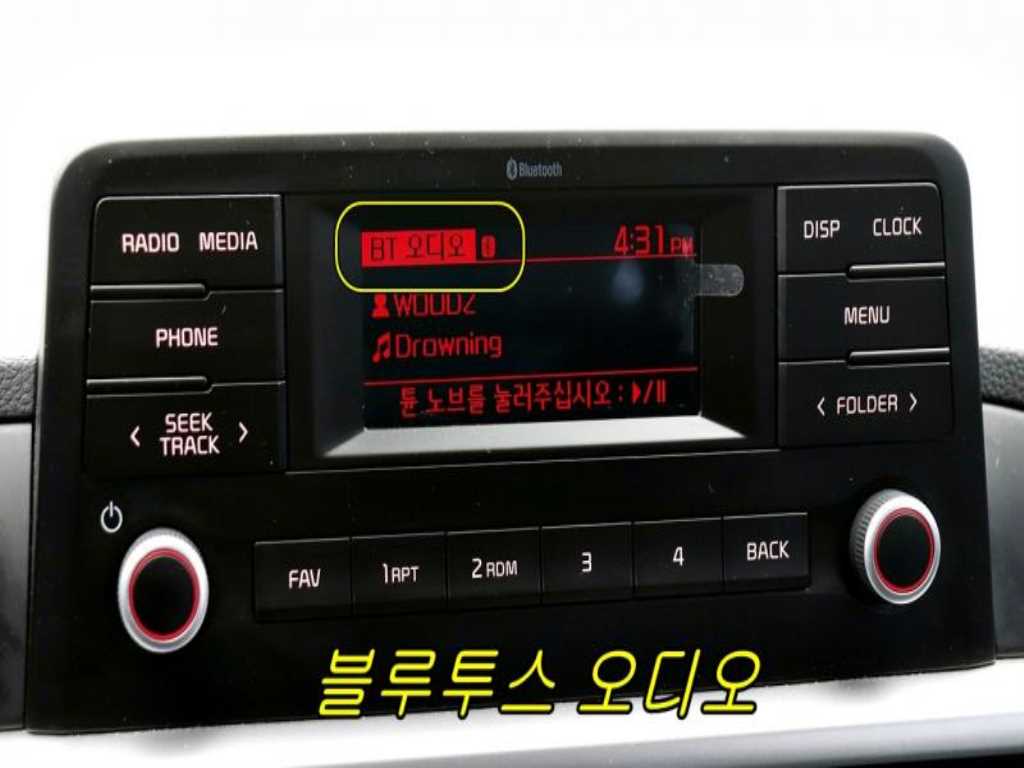 Bluetooth
RADIO MEDIA
BT 오디오
4:31 PM
DISP CLOCK
PHONE
WOODZ
Drowning
MENU
SEEK
TRACK
튠 노브를 눌러주십시오 :
< FOLDER >
FAV
1 RPT
2 RDM
3
4
BACK
블루투스 오디오